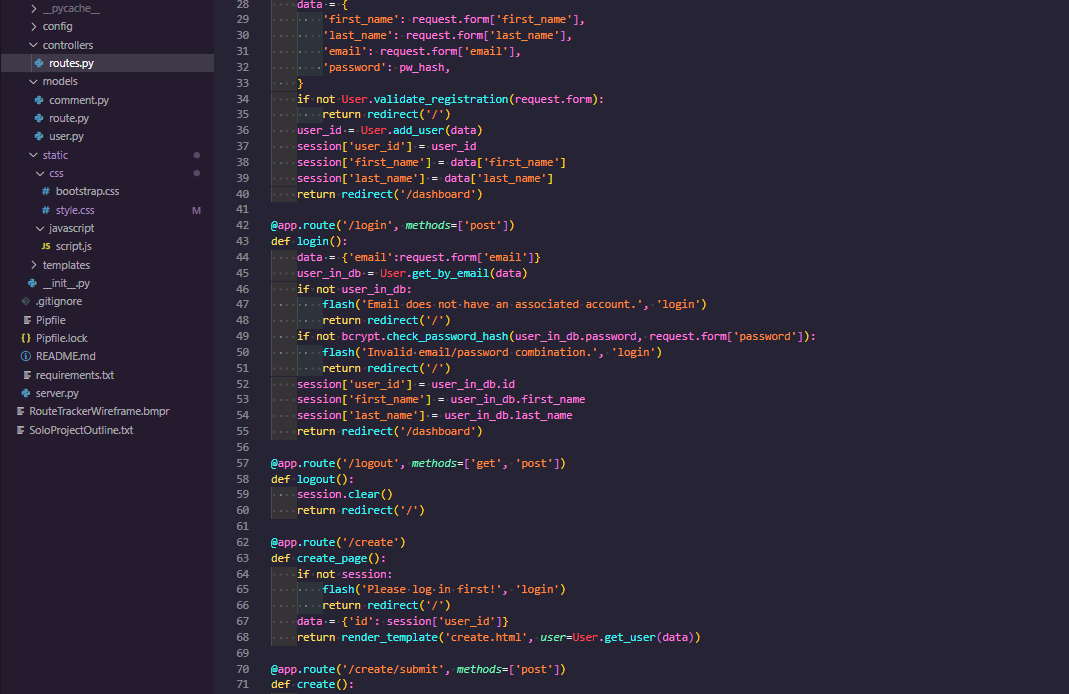 __pycache__
config
controllers
routes.py
models
comment.py
route.py
user.py
static
css
# bootstrap.css
# style.css M
javascript
JS script.js
templates
__init__.py
.gitignore
Pipfile
{} Pipfile.lock
README.md
requirements.txt
server.py
RouteTrackerWireframe.bmpr
SoloProjectOutline.txt
28 data = {
29 'first_name': request.form['first_name'],
30 'last_name': request.form['last_name'],
31 'email': request.form['email'],
32 'password': pw_hash,
33 }
34 if not User.validate_registration(request.form):
35 return redirect('/')
36 user_id = User.add_user(data)
37 session['user_id'] = user_id
38 session['first_name'] = data['first_name']
39 session['last_name'] = data['last_name']
40 return redirect('/dashboard')
41
42 @app.route('/login', methods=['post'])
43 def login():
44 data = {'email':request.form['email']}
45 user_in_db = User.get_by_email(data)
46 if not user_in_db:
47 flash('Email does not have an associated account.', 'login')
48 return redirect('/')
49 if not bcrypt.check_password_hash(user_in_db.password, request.form['password']):
50 flash('Invalid email/password combination.', 'login')
51 return redirect('/')
52 session['user_id'] = user_in_db.id
53 session['first_name'] = user_in_db.first_name
54 session['last_name'] = user_in_db.last_name
55 return redirect('/dashboard')
56
57 @app.route('/logout', methods=['get', 'post'])
58 def logout():
59 session.clear()
60 return redirect('/')
61
62 @app.route('/create')
63 def create_page():
64 if not session:
65 flash('Please log in first!', 'login')
66 return redirect('/')
67 data = {'id': session['user_id']}
68 return render_template('create.html', user=User.get_user(data))
69
70 @app.route('/create/submit', methods=['post'])
71 def create():